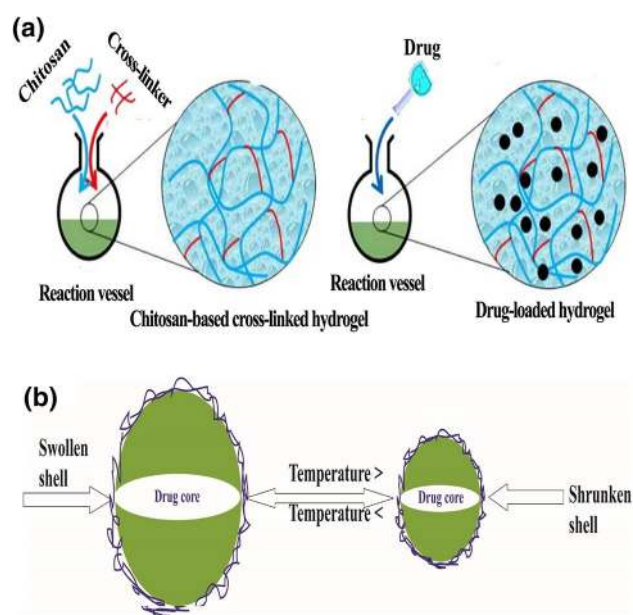 (a)
Chitosan
Cross-linker
Drug
Reaction vessel
Chitosan-based cross-linked hydrogel
Reaction vessel
Drug-loaded hydrogel
(b)
Swollen
shell
Drug core
Temperature >
Temperature <
Drug core
Shrunken
shell